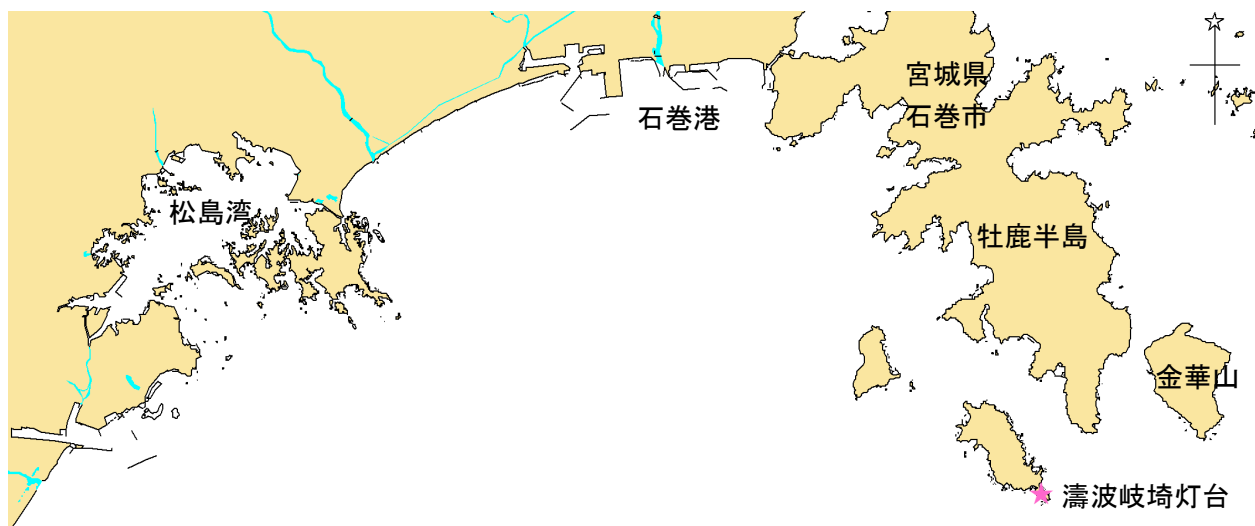 宮城県
石巻市
石巻港
松島湾
牡鹿半島
金華山
濤波岐埼灯台